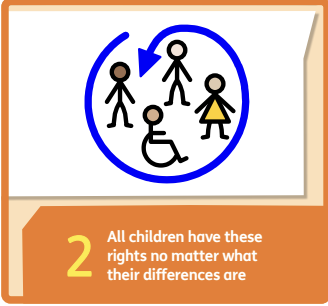 2
All children have these
rights no matter what
their differences are